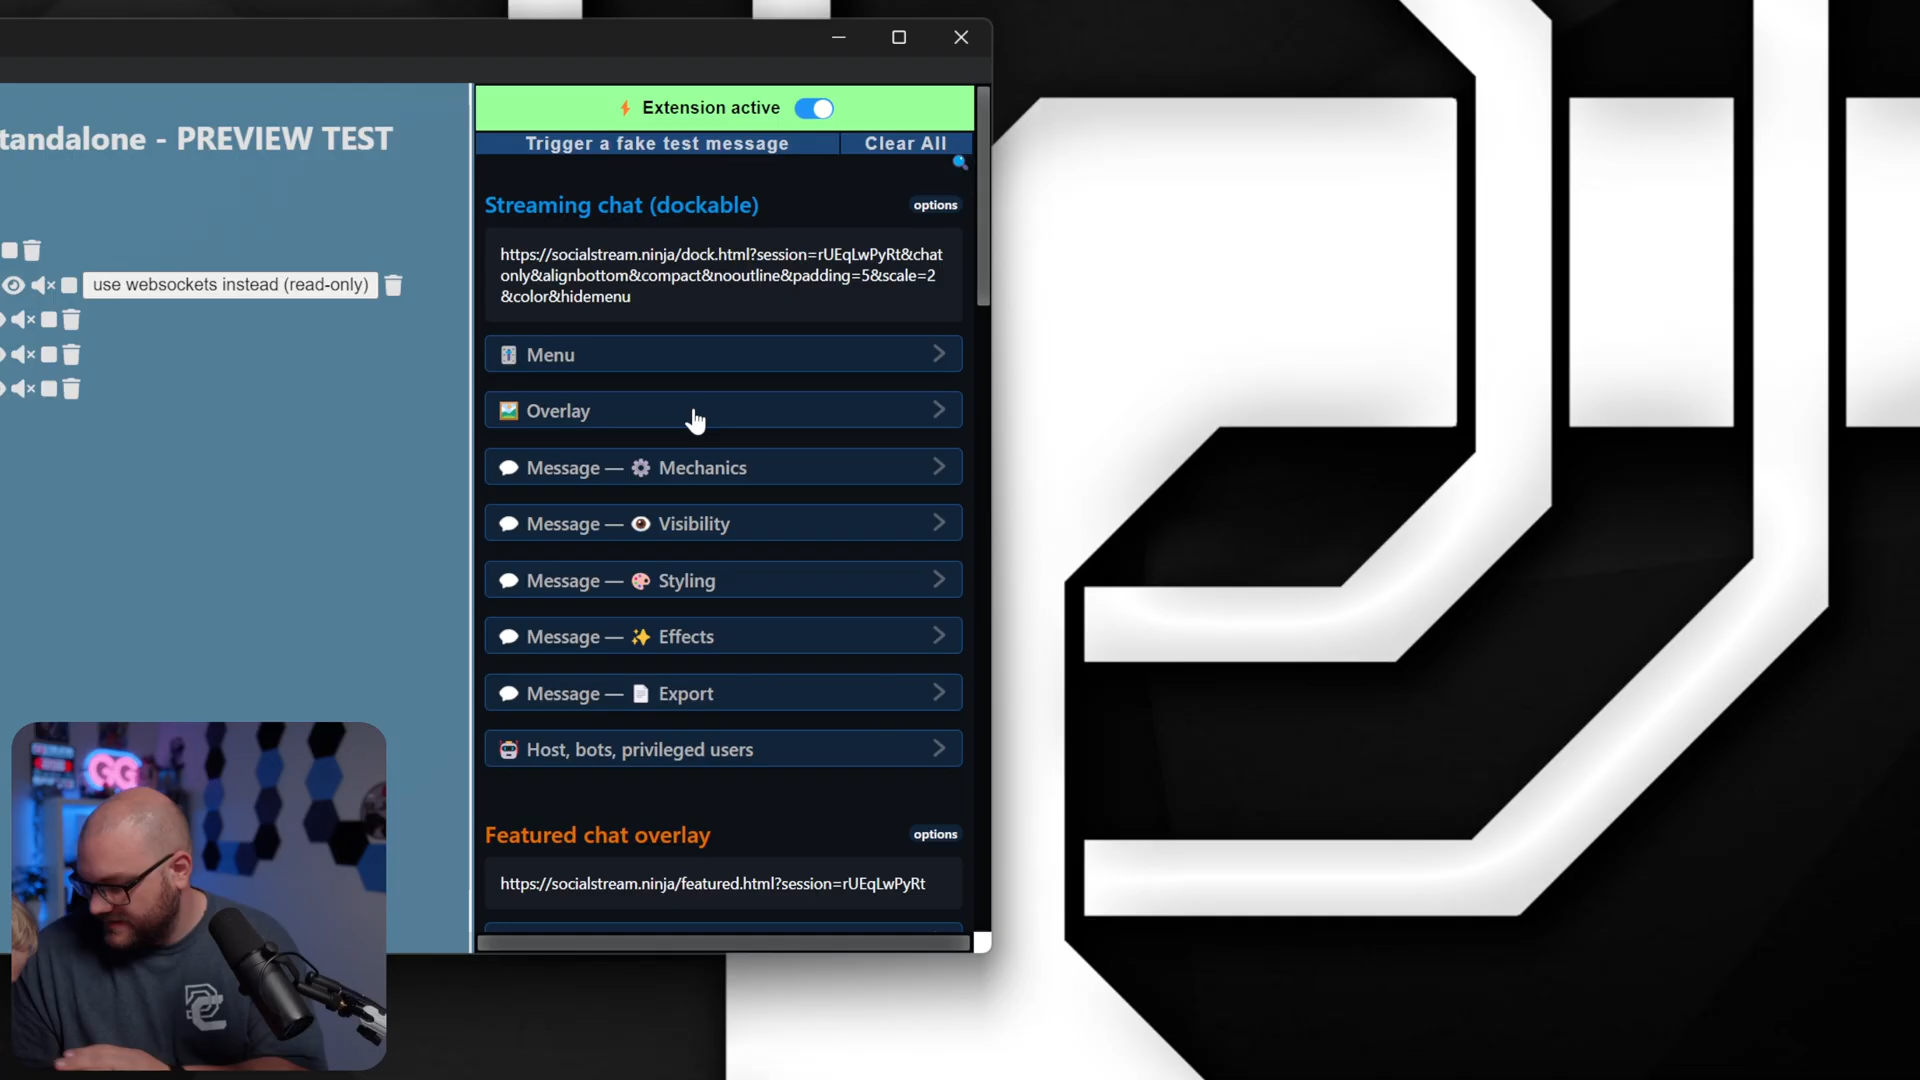 tandalone - PREVIEW TEST
use websockets instead (read-only)
Extension active
Trigger a fake test message
Clear All
Streaming chat (dockable)
options
https://socialstream.ninja/dock.html?session=rUEqLwPyRt&chat
only&alignbottom&compact&nooutline&padding=5&scale=2
&color&hidemenu
Menu
Overlay
Message — Mechanics
Message — Visibility
Message — Styling
Message — Effects
Message — Export
Host, bots, privileged users
Featured chat overlay
options
https://socialstream.ninja/featured.html?session=rUEqLwPyRt
GG